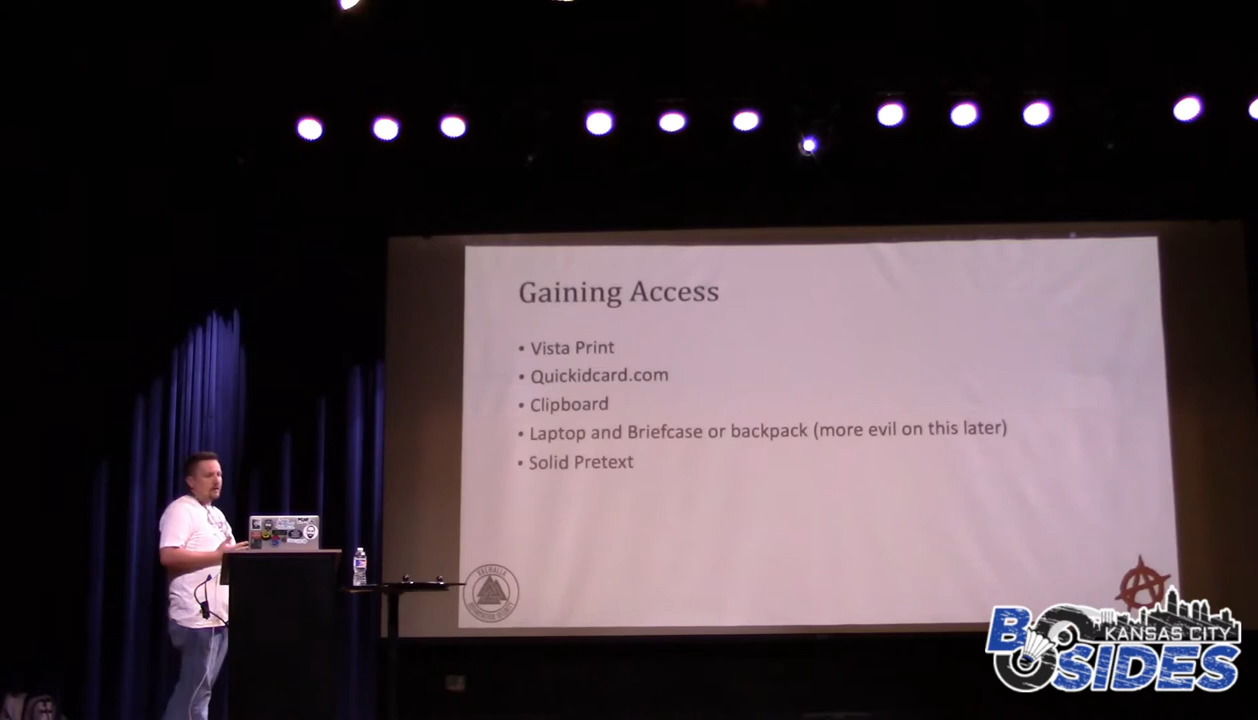 Gaining Access
• Vista Print
• Quickidcard.com
• Clipboard
• Laptop and Briefcase or backpack (more evil on this later)
• Solid Pretext
VALHALLA
KANSAS CITY
BSIDES